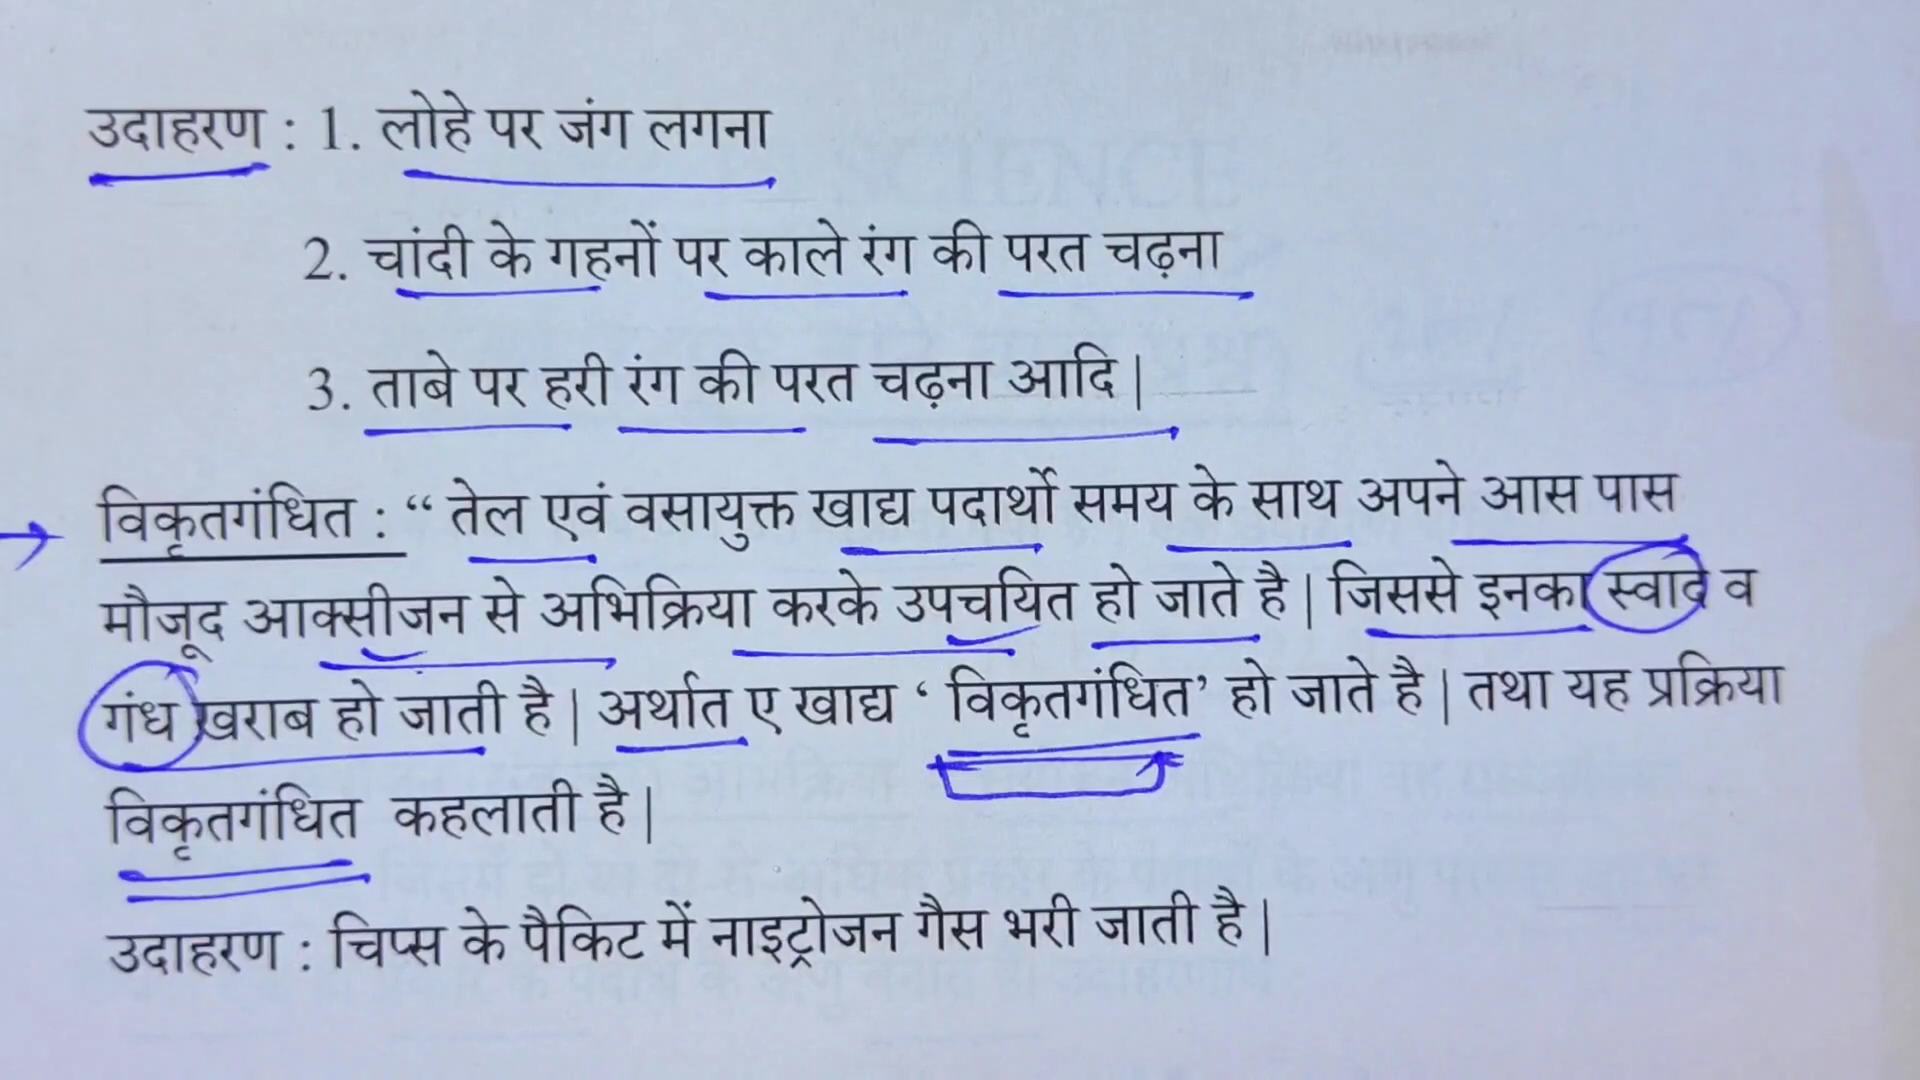 उदाहरण : 1. लोहे पर जंग लगना
2. चांदी के गहनों पर काले रंग की परत चढ़ना
3. ताबे पर हरी रंग की परत चढ़ना आदि |
विकृतगंधित : “ तेल एवं वसायुक्त खाद्य पदार्थो समय के साथ अपने आस पास
मौजूद आक्सीजन से अभिक्रिया करके उपचयित हो जाते है | जिससे इनका स्वाद व
गंध खराब हो जाती है | अर्थात ए खाद्य ‘ विकृतगंधित’ हो जाते है | तथा यह प्रक्रिया
विकृतगंधित कहलाती है |
उदाहरण : चिप्स के पैकिट में नाइट्रोजन गैस भरी जाती है |